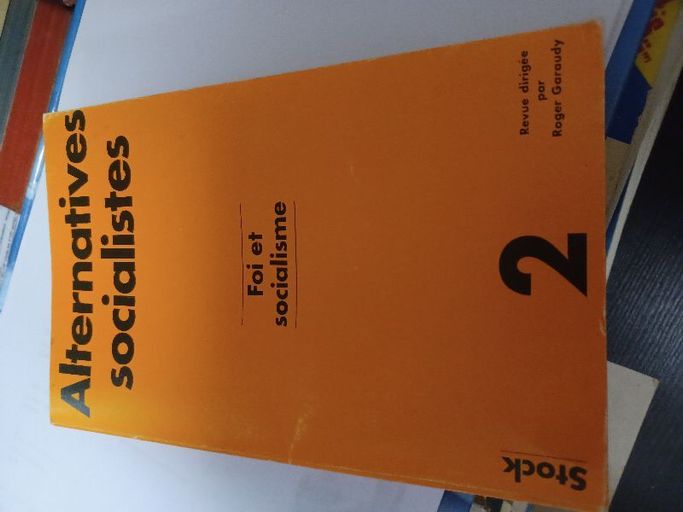 Alternatives
socialistes
Foi et
socialisme
Revue dirigée
par
Roger Garaudy
2
Stock